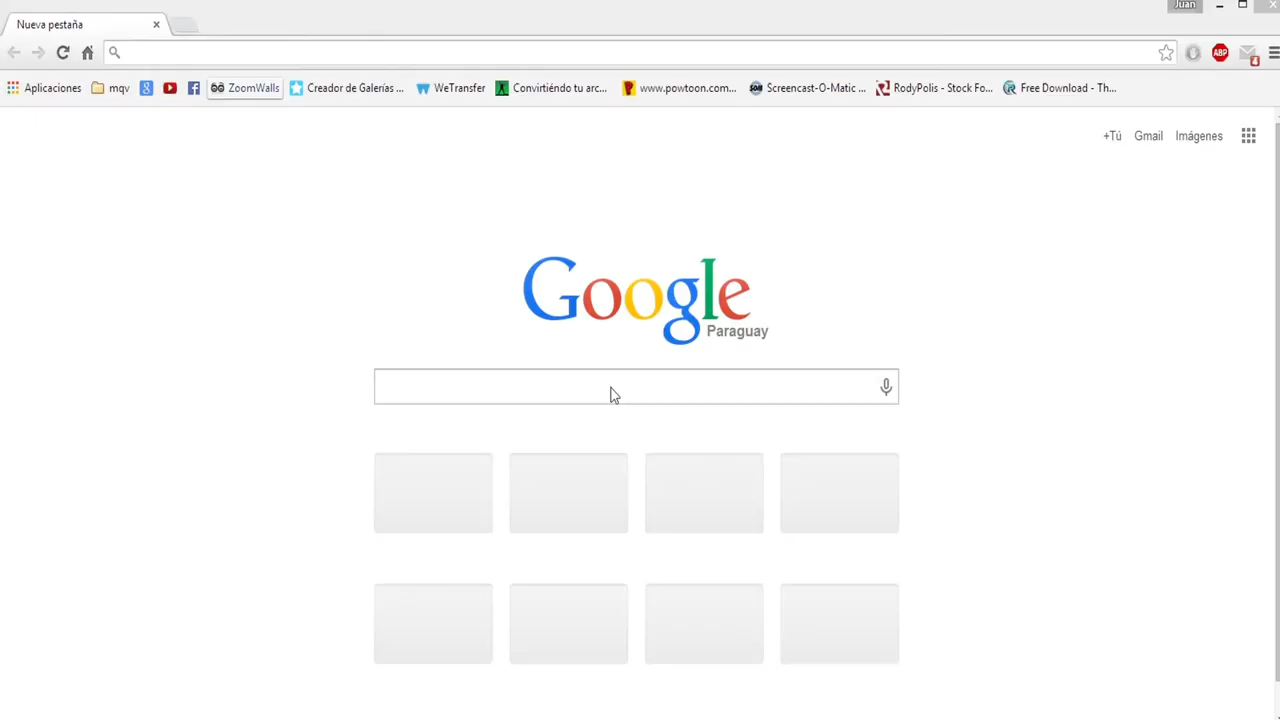 Juan
Nueva pestaña
Aplicaciones mqv ZoomWalls Creador de Galerías ... WeTransfer Convirtiéndo tu arc... www.powtoon.com... Screencast-O-Matic ... RodyPolis - Stock Fo... Free Download - Th...
+Tú Gmail Imágenes
Google
Paraguay